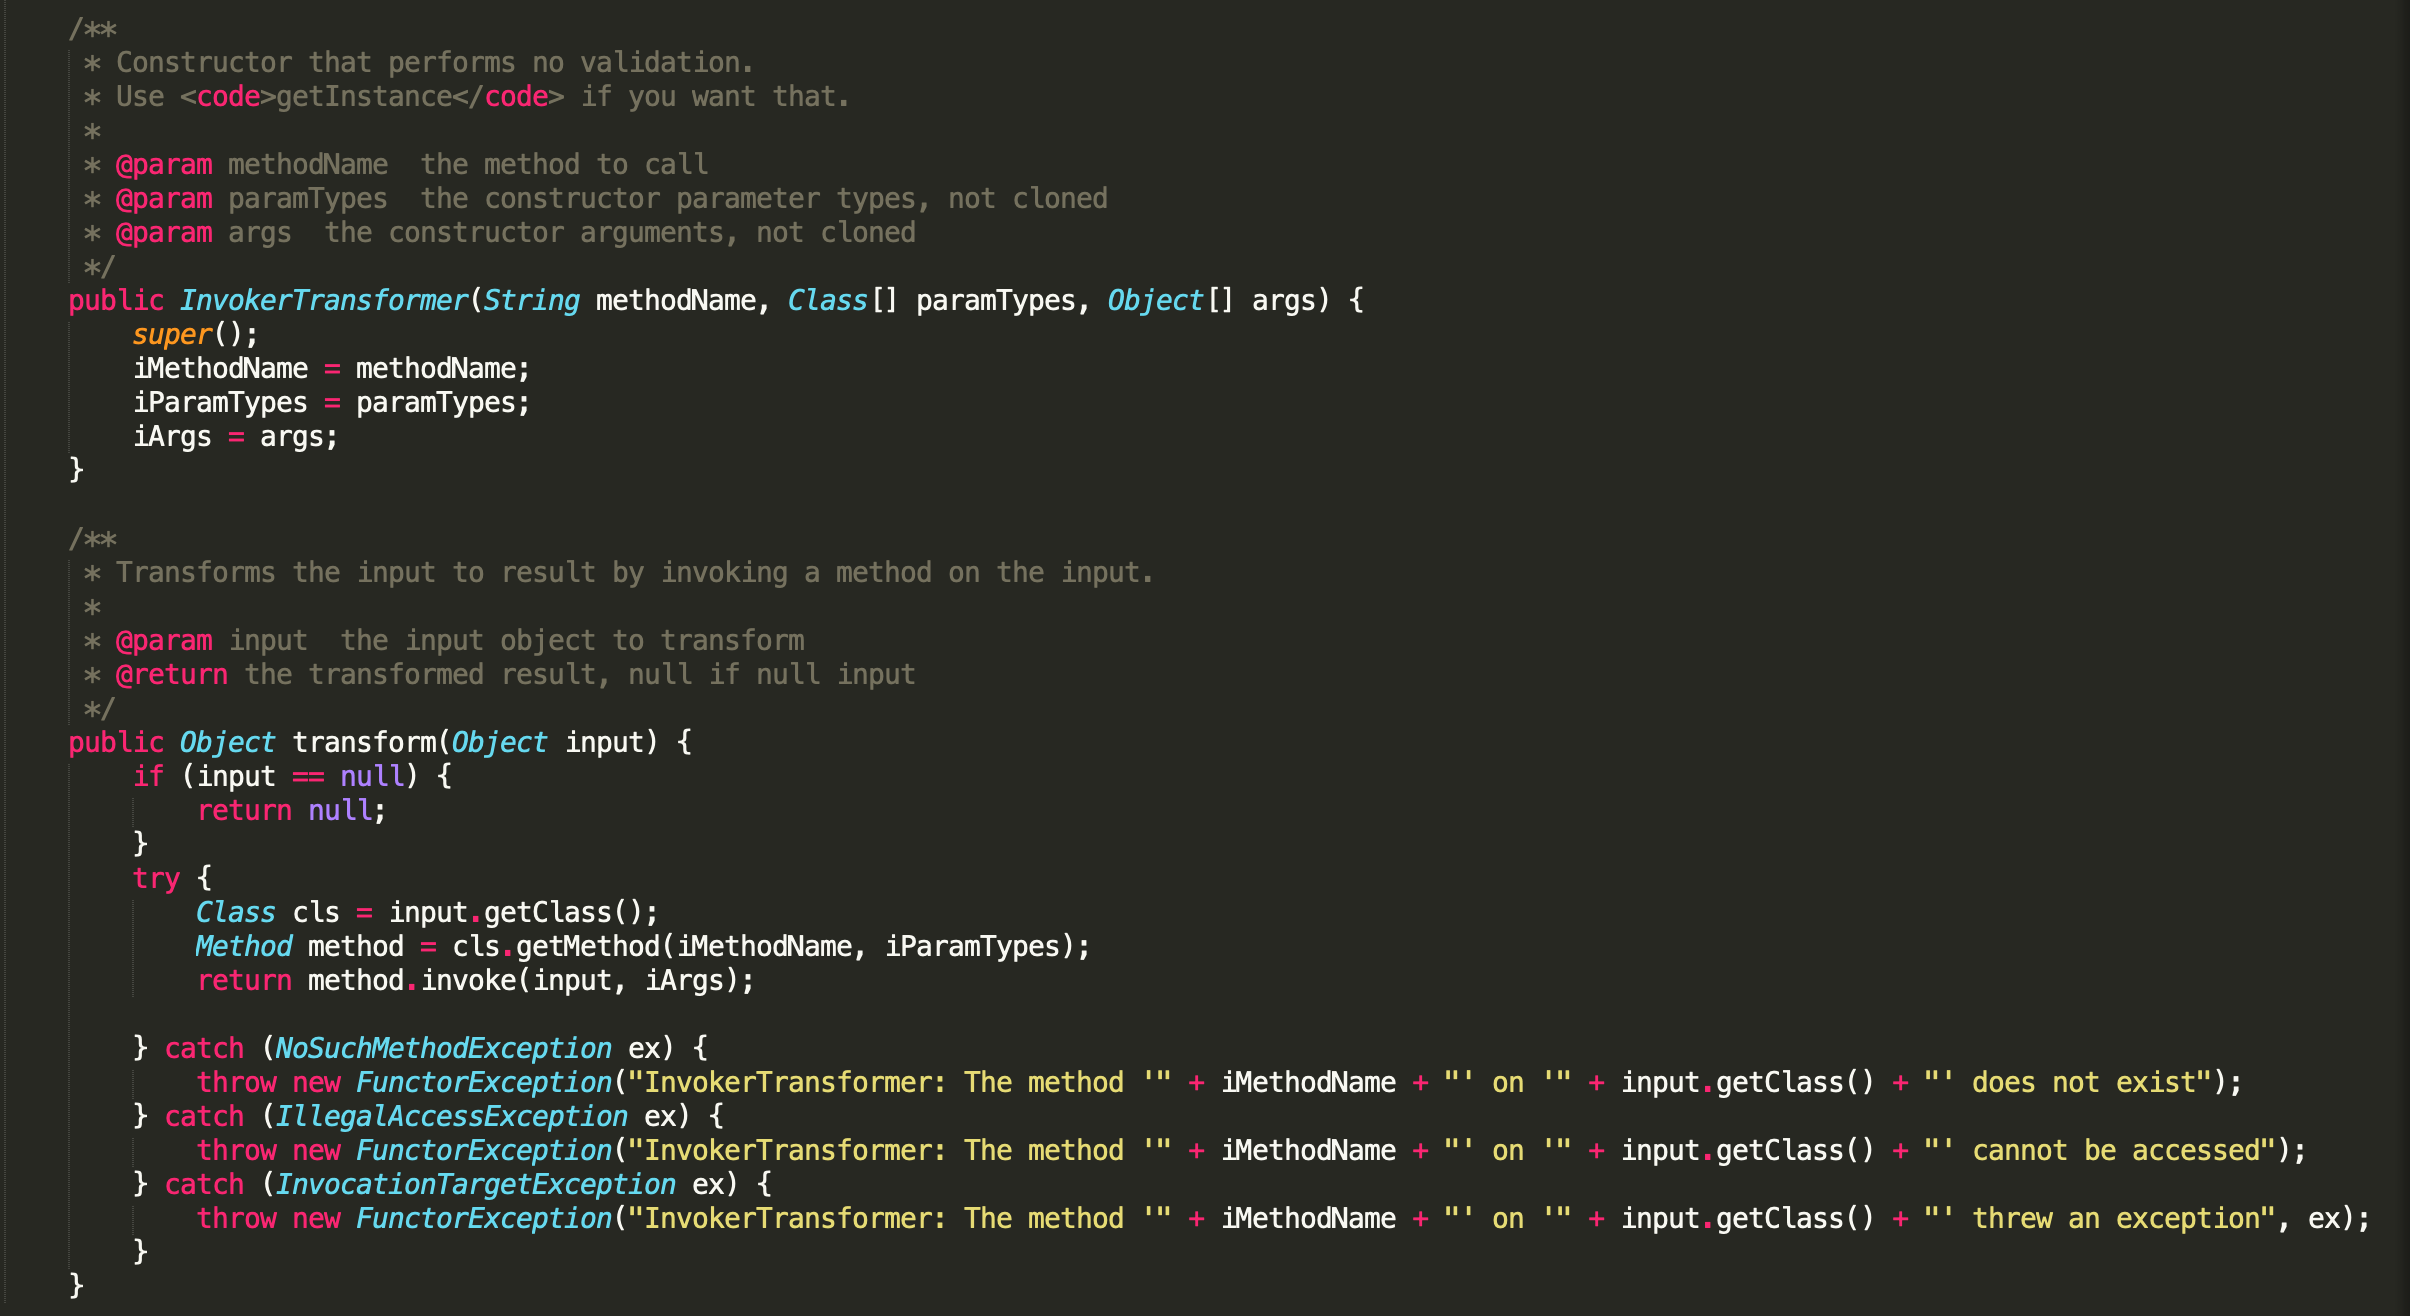 /**
 * Constructor that performs no validation.
 * Use <code>getInstance</code> if you want that.
 *
 * @param methodName  the method to call
 * @param paramTypes  the constructor parameter types, not cloned
 * @param args  the constructor arguments, not cloned
 */
public InvokerTransformer(String methodName, Class[] paramTypes, Object[] args) {
    super();
    iMethodName = methodName;
    iParamTypes = paramTypes;
    iArgs = args;
}

/**
 * Transforms the input to result by invoking a method on the input.
 *
 * @param input  the input object to transform
 * @return the transformed result, null if null input
 */
public Object transform(Object input) {
    if (input == null) {
        return null;
    }
    try {
        Class cls = input.getClass();
        Method method = cls.getMethod(iMethodName, iParamTypes);
        return method.invoke(input, iArgs);

    } catch (NoSuchMethodException ex) {
        throw new FunctorException("InvokerTransformer: The method '" + iMethodName + "' on '" + input.getClass() + "' does not exist");
    } catch (IllegalAccessException ex) {
        throw new FunctorException("InvokerTransformer: The method '" + iMethodName + "' on '" + input.getClass() + "' cannot be accessed");
    } catch (InvocationTargetException ex) {
        throw new FunctorException("InvokerTransformer: The method '" + iMethodName + "' on '" + input.getClass() + "' threw an exception", ex);
    }
}